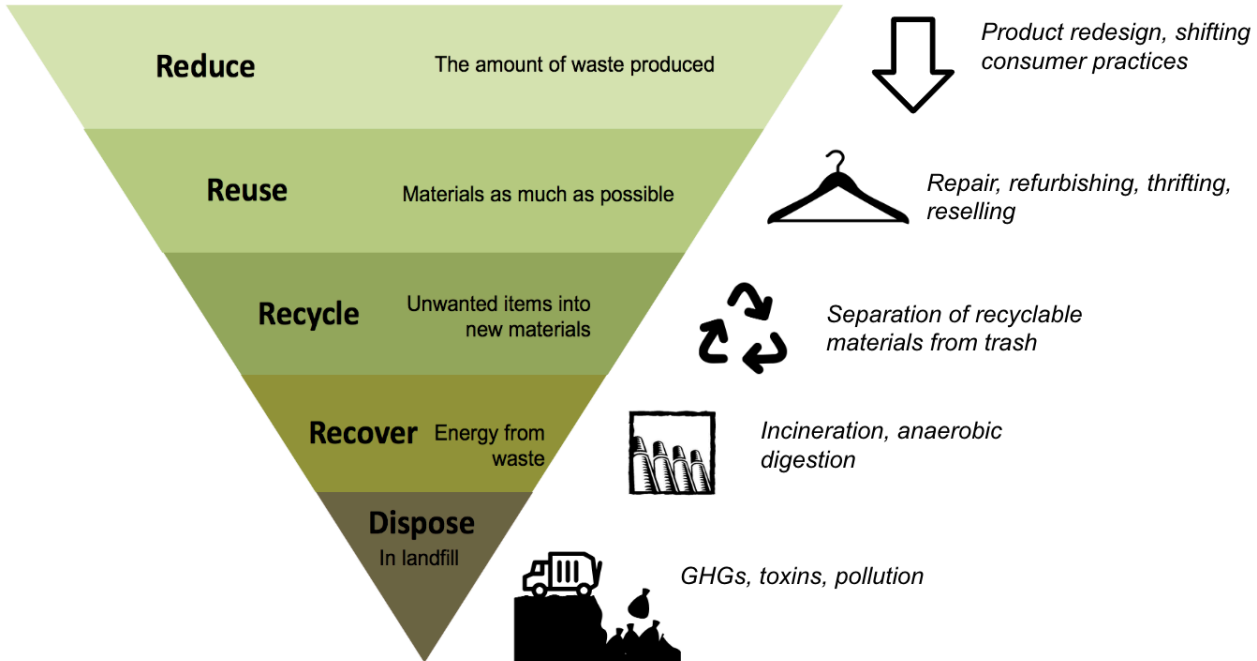 Reduce
The amount of waste produced
Product redesign, shifting
consumer practices
Reuse
Materials as much as possible
Repair, refurbishing, thrifting,
reselling
Recycle
Unwanted items into
new materials
Separation of recyclable
materials from trash
Recover
Energy from
waste
Incineration, anaerobic
digestion
Dispose
In landfill
GHGs, toxins, pollution